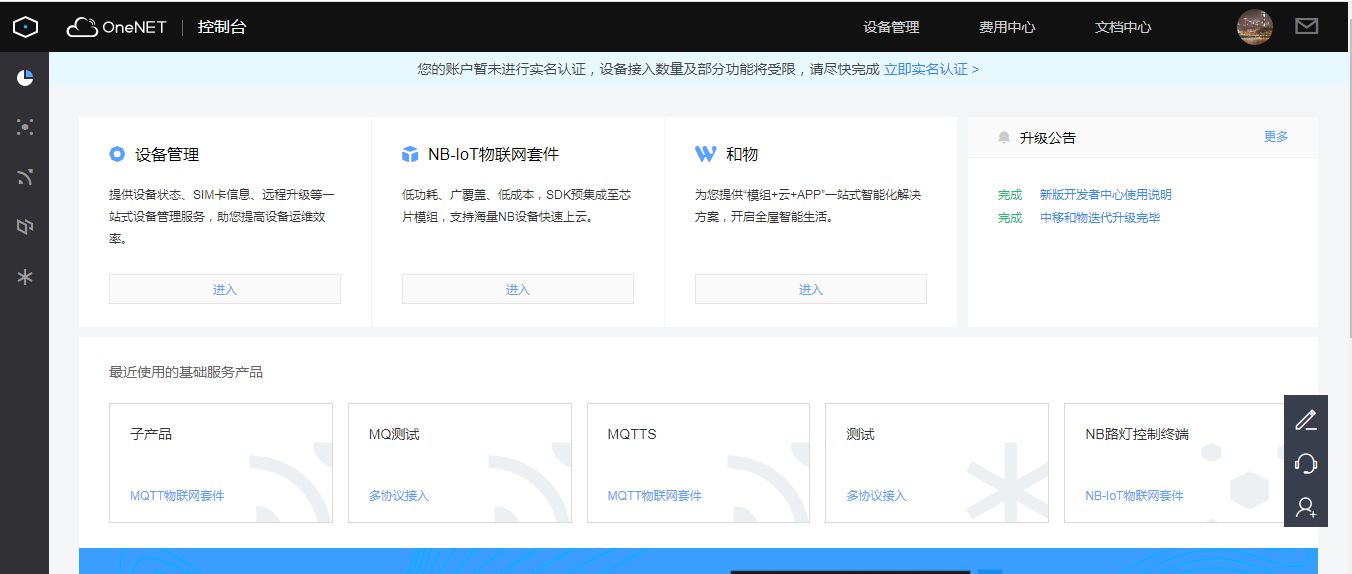 OneNET 控制台 设备管理 费用中心 文档中心
您的账户暂未进行实名认证，设备接入数量及部分功能将受限，请尽快完成 立即实名认证 >
设备管理
提供设备状态、SIM卡信息、远程升级等一
站式设备管理服务，助您提高设备运维效
率。
进入
NB-IoT物联网套件
低功耗、广覆盖、低成本，SDK预集成至芯
片模组，支持海量NB设备快速上云。
进入
和物
为您提供“模组+云+APP”一站式智能化解决
方案，开启全屋智能生活。
进入
升级公告 更多
完成 新版开发者中心使用说明
完成 中移和物迭代升级完毕
最近使用的基础服务产品
子产品
MQTT物联网套件
MQ测试
多协议接入
MQTTS
MQTT物联网套件
测试
多协议接入
NB路灯控制终端
NB-IoT物联网套件